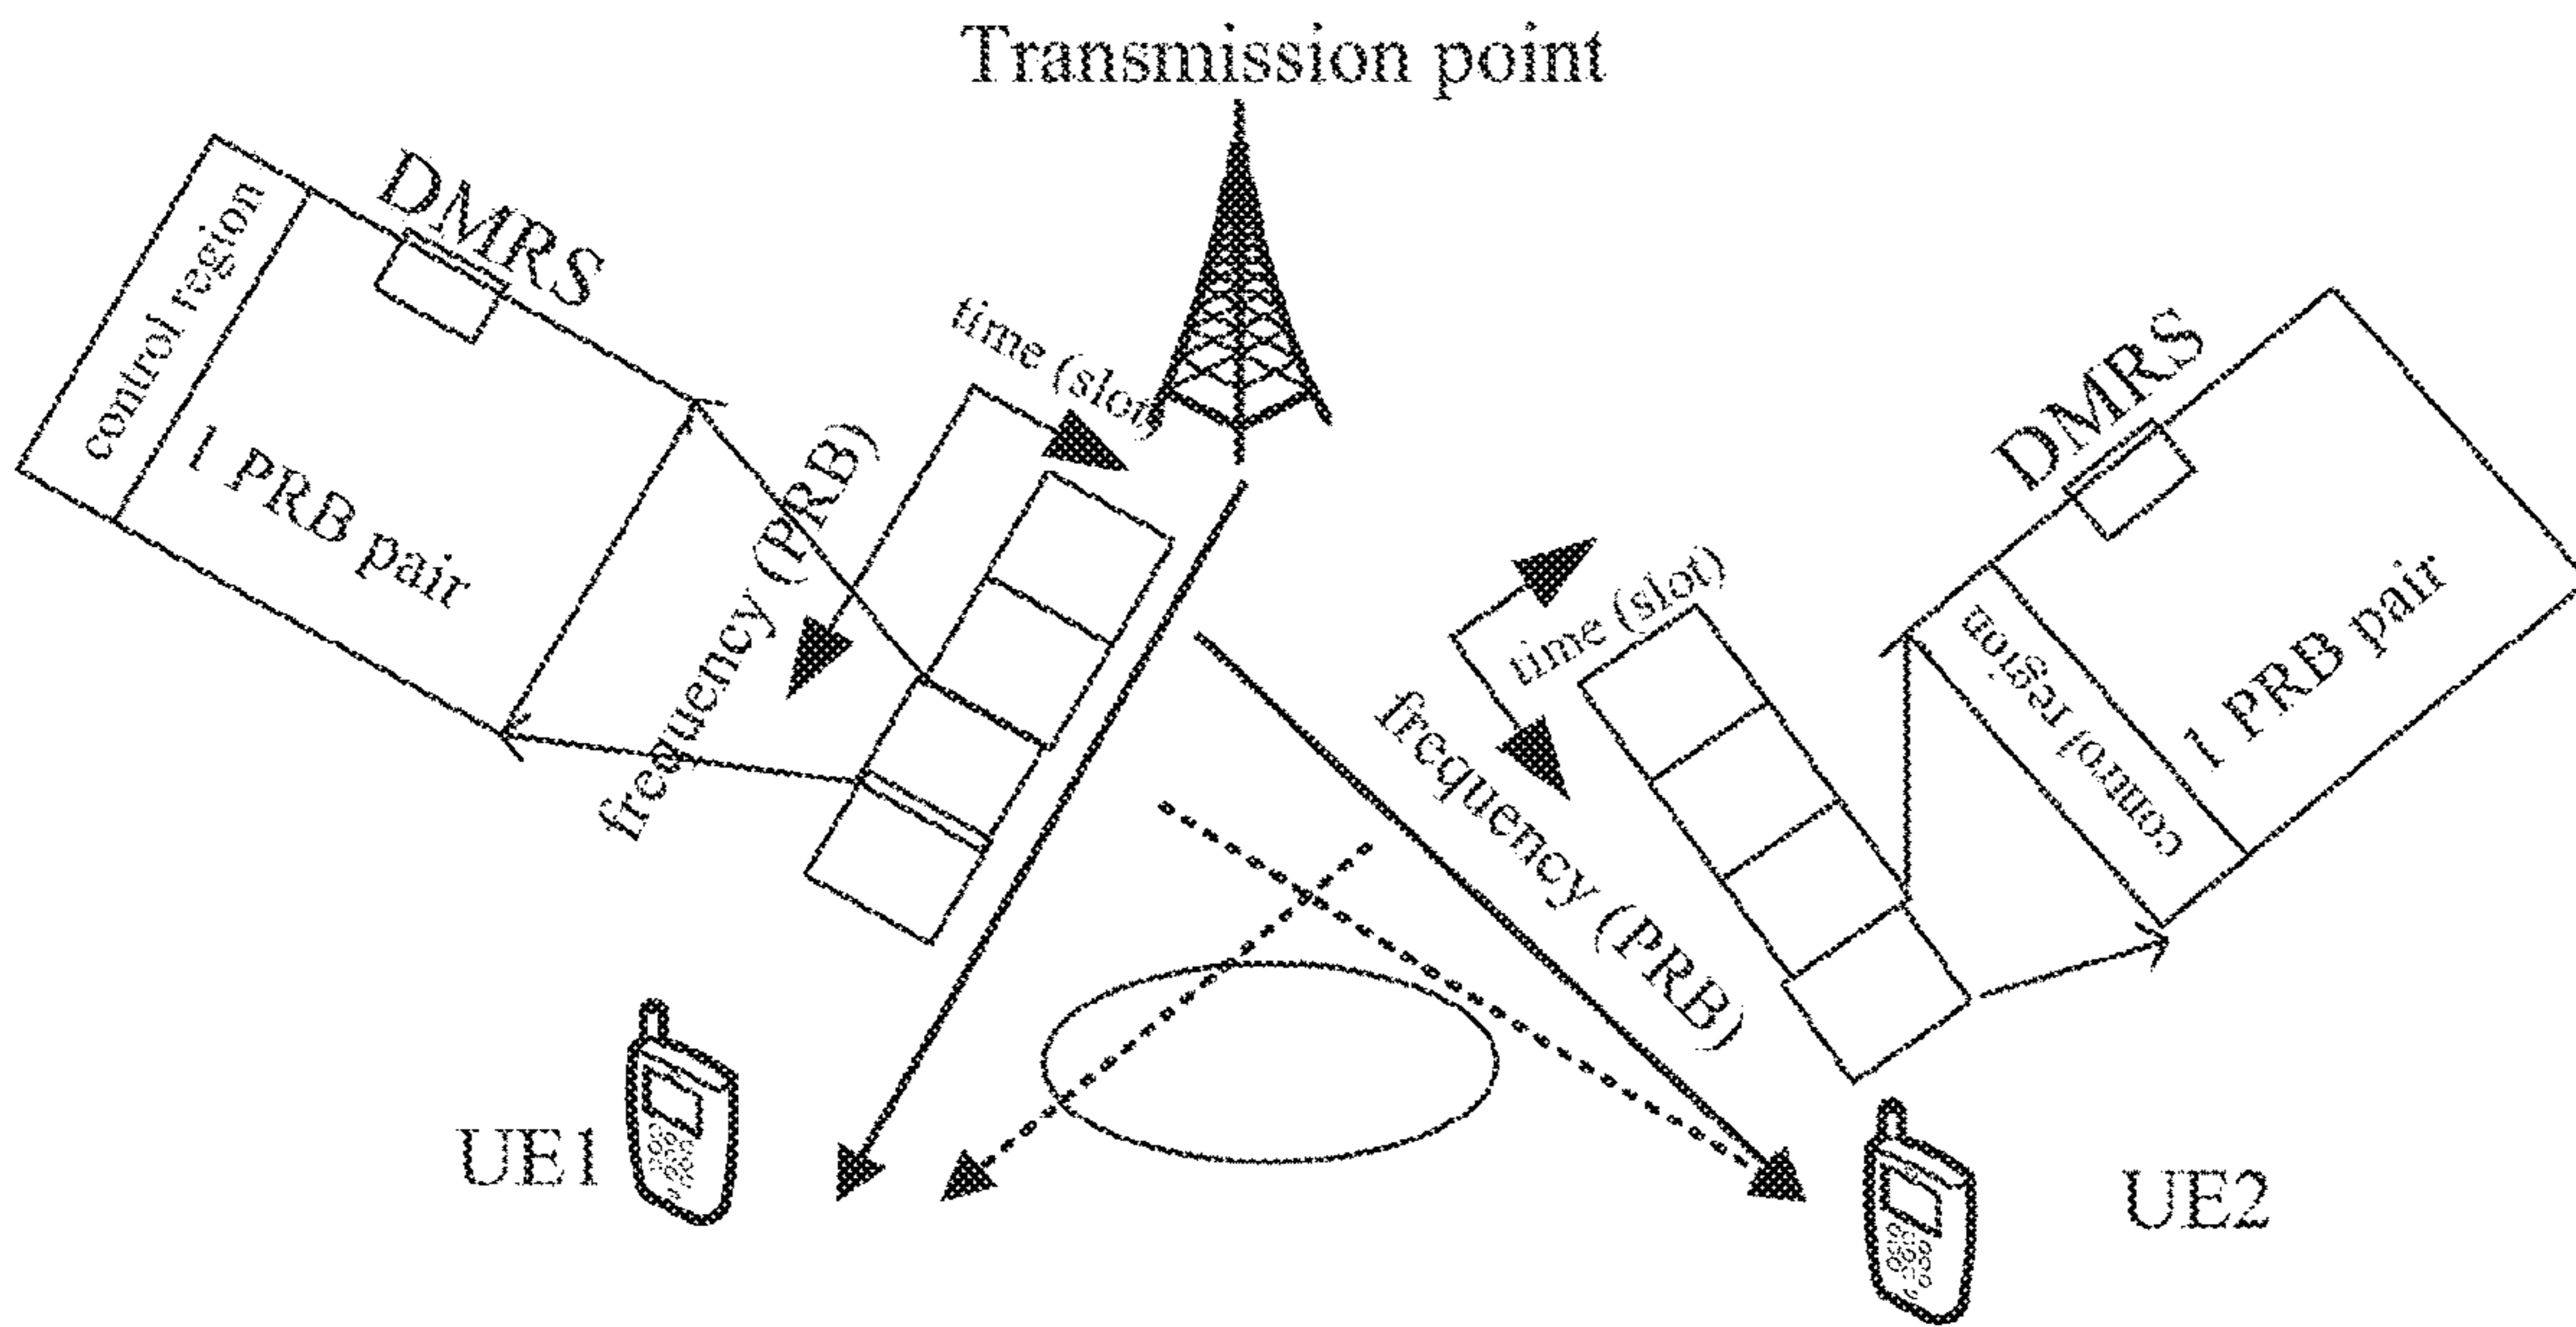 Transmission point
DMRS
control region
1 PRB pair
time (slot)
frequency (PRB)
DMRS
time (slot)
frequency (PRB)
control region
1 PRB pair
UE1
UE2